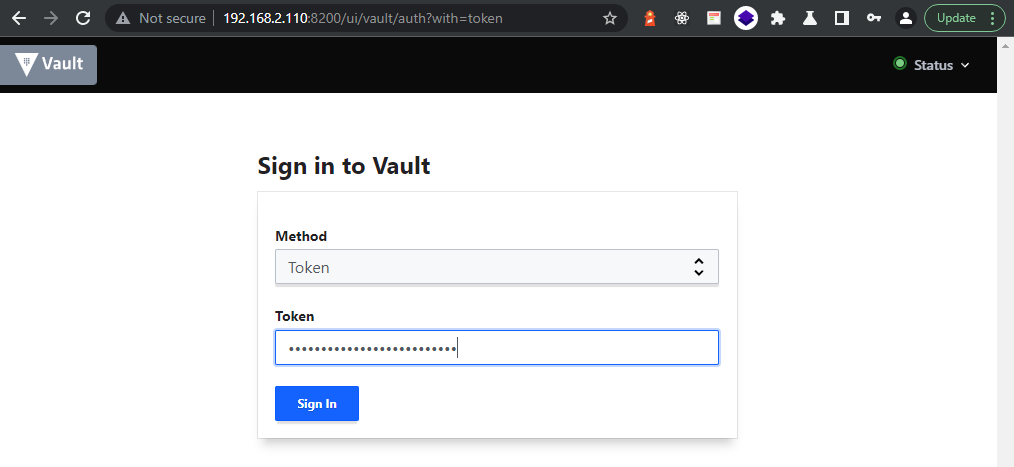 Not secure 192.168.2.110:8200/ui/vault/auth?with=token Update
Vault
Status
Sign in to Vault
Method
Token
Token
••••••••••••••••••••••••••
Sign In